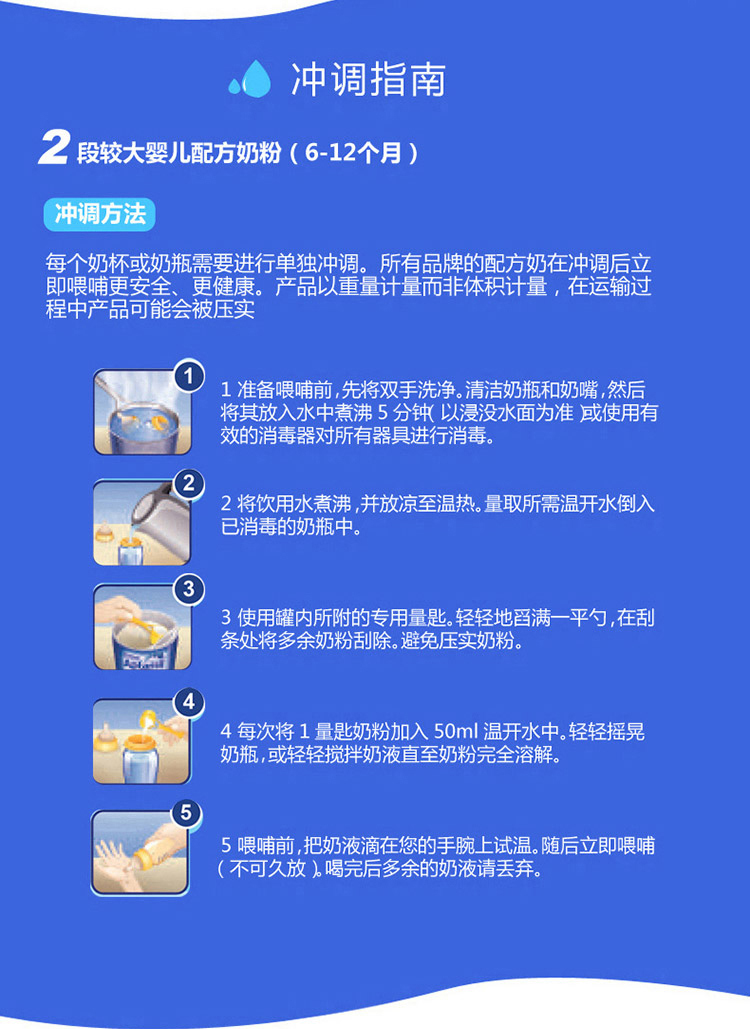 冲调指南
2段较大婴儿配方奶粉（6-12个月）
冲调方法
每个奶杯或奶瓶需要进行单独冲调。所有品牌的配方奶在冲调后立
即喂哺更安全、更健康。产品以重量计量而非体积计量，在运输过
程中产品可能会被压实
1
1 准备喂哺前,先将双手洗净。清洁奶瓶和奶嘴,然后
将其放入水中煮沸 5 分钟( 以浸没水面为准 )或使用有
效的消毒器对所有器具进行消毒。
2
2 将饮用水煮沸,并放凉至温热。量取所需温开水倒入
已消毒的奶瓶中。
3
3 使用罐内所附的专用量匙。轻轻地舀满一平勺,在刮
条处将多余奶粉刮除。避免压实奶粉。
4
4 每次将 1 量匙奶粉加入 50ml 温开水中。轻轻摇晃
奶瓶,或轻轻搅拌奶液直至奶粉完全溶解。
5
5 喂哺前,把奶液滴在您的手腕上试温。随后立即喂哺
( 不可久放 )。喝完后多余的奶液请丢弃。